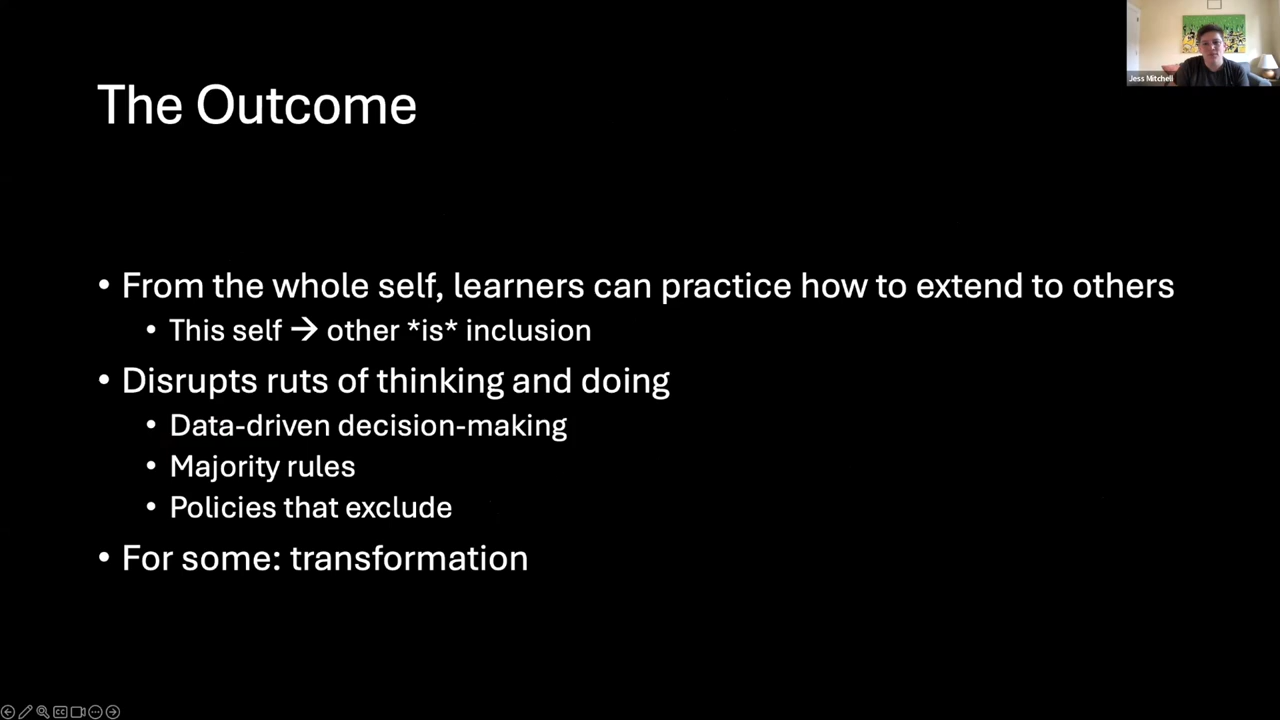 Jess Mitchell
The Outcome
• From the whole self, learners can practice how to extend to others
• This self → other *is* inclusion
• Disrupts ruts of thinking and doing
• Data-driven decision-making
• Majority rules
• Policies that exclude
• For some: transformation
CC